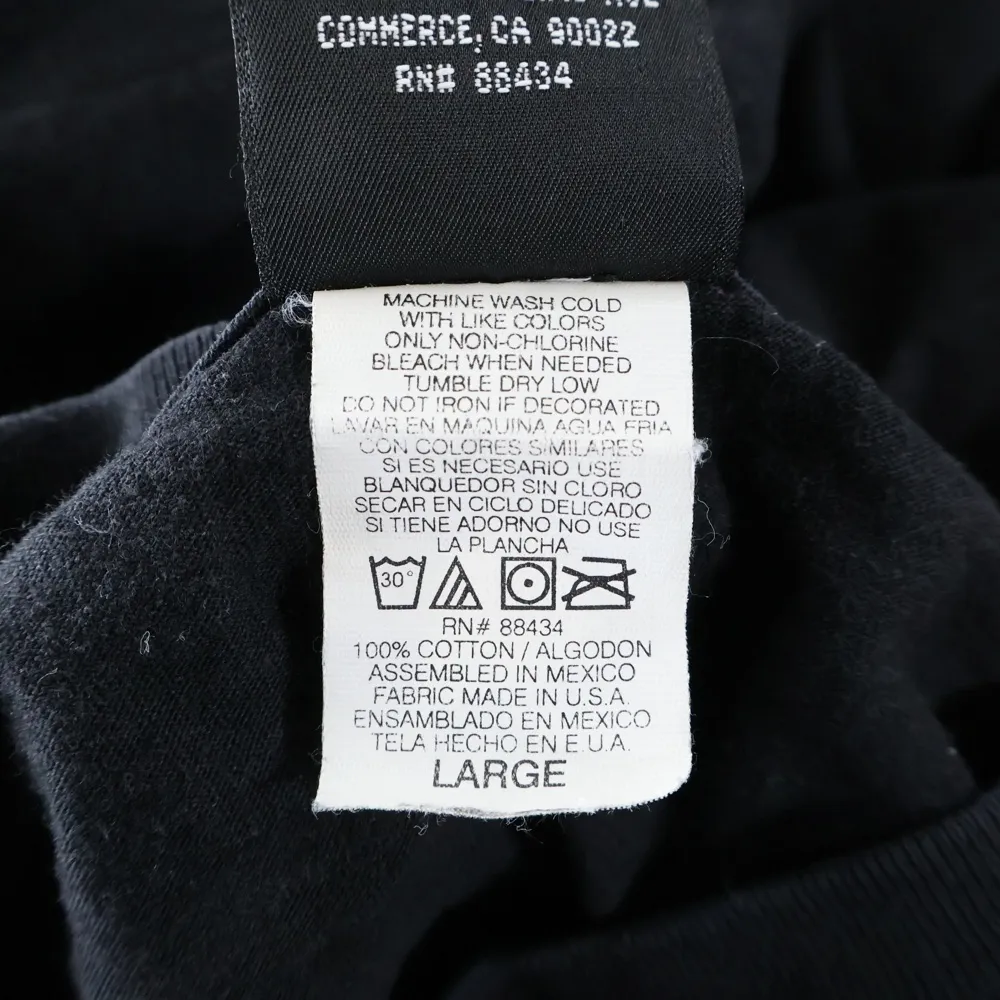 COMMERCE, CA 90022
RN# 88434
MACHINE WASH COLD
WITH LIKE COLORS
ONLY NON-CHLORINE
BLEACH WHEN NEEDED
TUMBLE DRY LOW
DO NOT IRON IF DECORATED
LAVAR EN MAQUINA AGUA FRIA
CON COLORES SIMILARES
SI ES NECESARIO USE
BLANQUEDOR SIN CLORO
SECAR EN CICLO DELICADO
SI TIENE ADORNO NO USE
LA PLANCHA
30°
RN# 88434
100% COTTON / ALGODON
ASSEMBLED IN MEXICO
FABRIC MADE IN U.S.A.
ENSAMBLADO EN MEXICO
TELA HECHO EN E.U.A.
LARGE